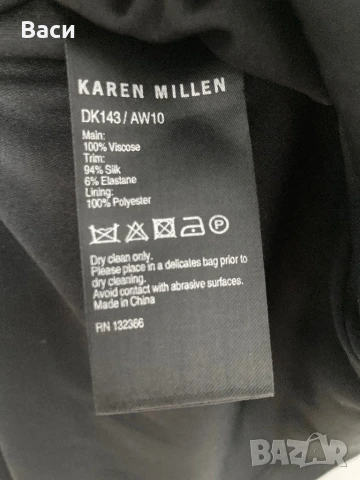 Васи
KAREN MILLEN
DK143 / AW10
Main:
100% Viscose
Trim:
94% Silk
6% Elastane
Lining:
100% Polyester
P
Dry clean only.
Please place in a delicates bag prior to
dry cleaning.
Avoid contact with abrasive surfaces.
Made in China
RN 132366
BAZAR